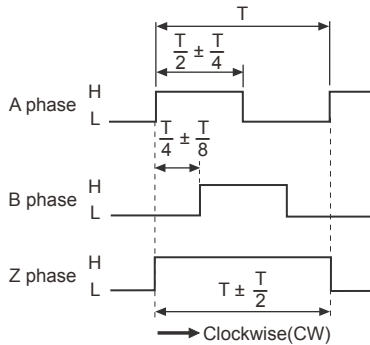 T
T/2 ± T/4
A phase H
L
T/4 ± T/8
B phase H
L
Z phase H
L
T ± T/2
Clockwise(CW)